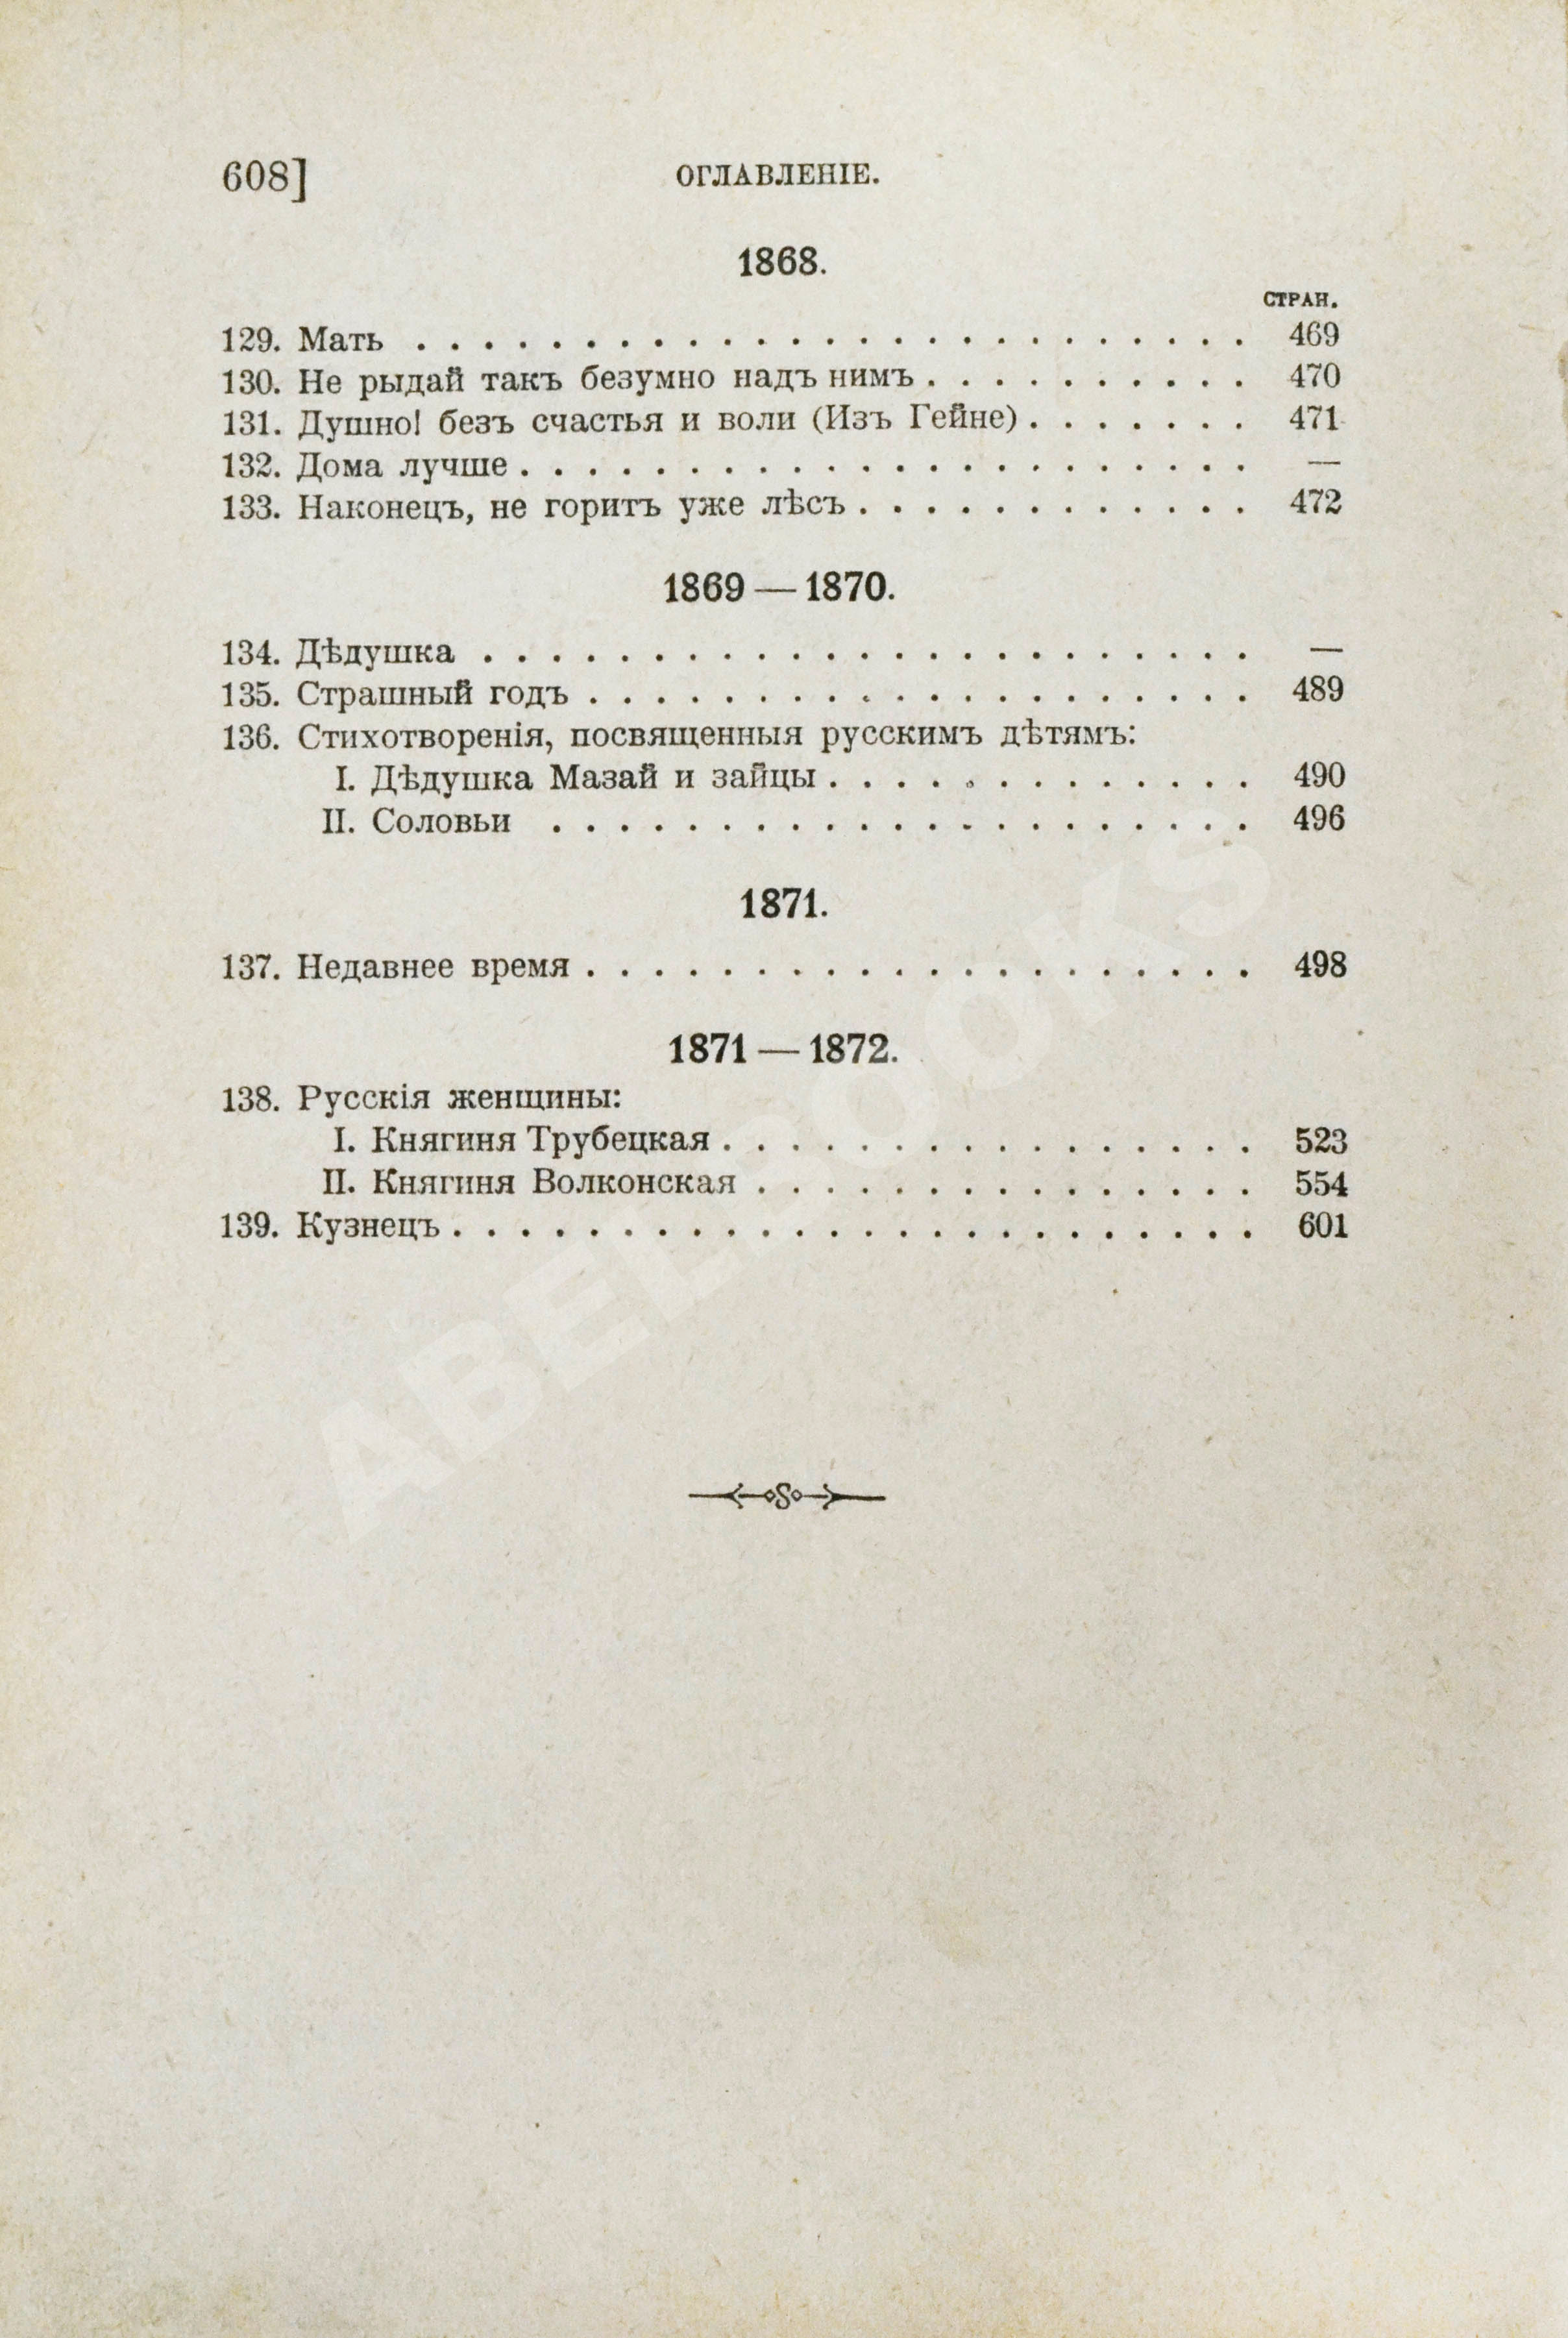 608]
ОГЛАВЛЕНІЕ.
1868.
СТРАН.
129. Мать . . . . . . . . . . . . . . . . . . . . . . . . . 469
130. Не рыдай такъ безумно надъ нимъ . . . . . . . . . . 470
131. Душно! безъ счастья и воли (Изъ Гейне) . . . . . . . 471
132. Дома лучше . . . . . . . . . . . . . . . . . . . . . . —
133. Наконецъ, не горитъ уже лѣсъ . . . . . . . . . . . . 472
1869 — 1870.
134. Дѣдушка . . . . . . . . . . . . . . . . . . . . . . . —
135. Страшный годъ . . . . . . . . . . . . . . . . . . . . 489
136. Стихотворенія, посвященныя русскимъ дѣтямъ:
I. Дѣдушка Мазай и зайцы . . . . . . . . . . . . . 490
II. Соловьи . . . . . . . . . . . . . . . . . . . . . 496
1871.
137. Недавнее время . . . . . . . . . . . . . . . . . . . . 498
1871 — 1872.
138. Русскія женщины:
I. Княгиня Трубецкая . . . . . . . . . . . . . . . . 523
II. Княгиня Волконская . . . . . . . . . . . . . . . 554
139. Кузнецъ . . . . . . . . . . . . . . . . . . . . . . . . 601